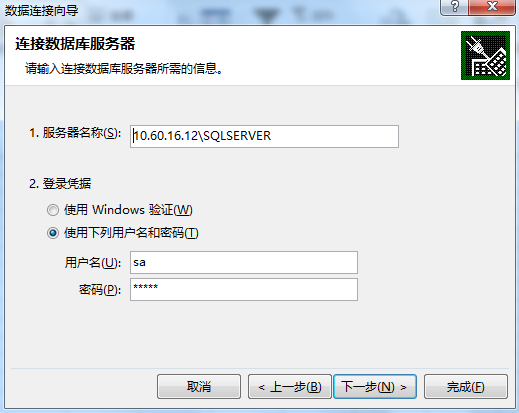 数据连接向导
连接数据库服务器
请输入连接数据库服务器所需的信息。
1. 服务器名称(S): 10.60.16.12\SQLSERVER
2. 登录凭据
使用 Windows 验证(W)
使用下列用户名和密码(T)
用户名(U): sa
密码(P): *****
取消 < 上一步(B) 下一步(N) > 完成(F)